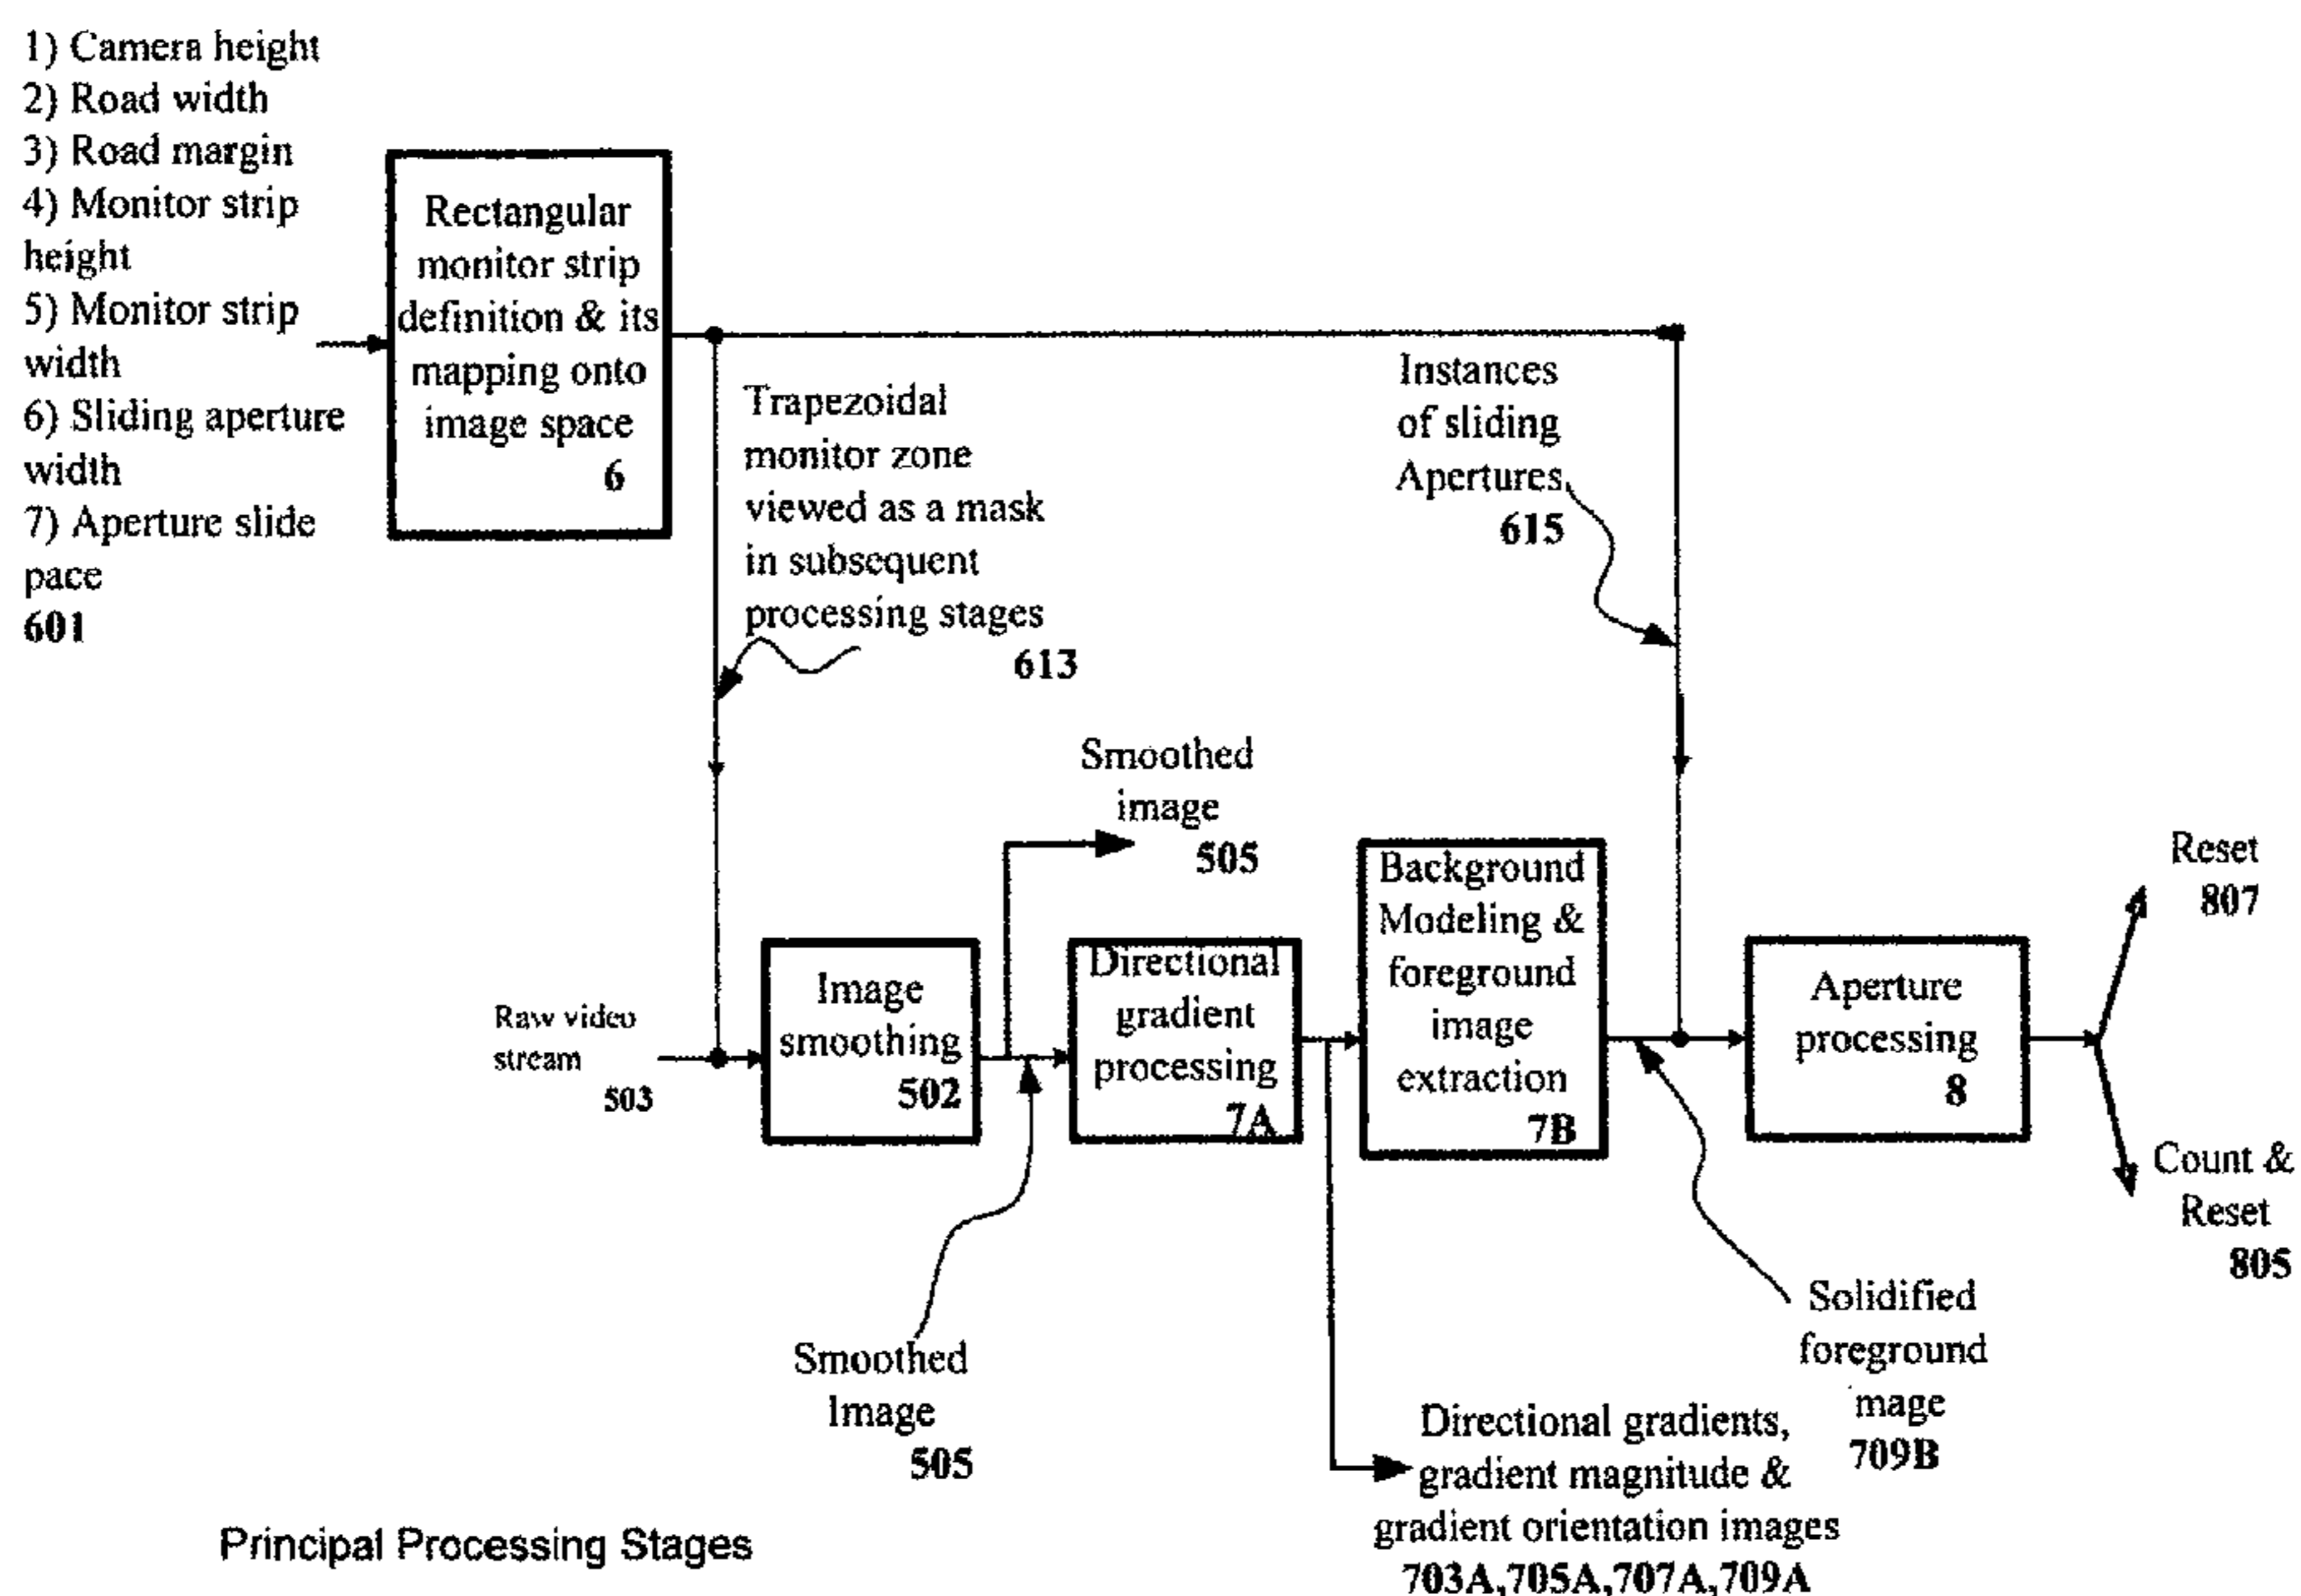 1) Camera height
2) Road width
3) Road margin
4) Monitor strip
height
5) Monitor strip
width
6) Sliding aperture
width
7) Aperture slide
pace
601
Rectangular
monitor strip
definition & its
mapping onto
image space
6
Trapezoidal
monitor zone
viewed as a mask
in subsequent
processing stages
613
Instances
of sliding
Apertures
615
Smoothed
image
505
Raw video
stream
503
Image
smoothing
502
Directional
gradient
processing
7A
Background
Modeling &
foreground
image
extraction
7B
Aperture
processing
8
Reset
807
Count &
Reset
805
Smoothed
Image
505
Solidified
foreground
mage
709B
Directional gradients,
gradient magnitude &
gradient orientation images
703A,705A,707A,709A
Principal Processing Stages